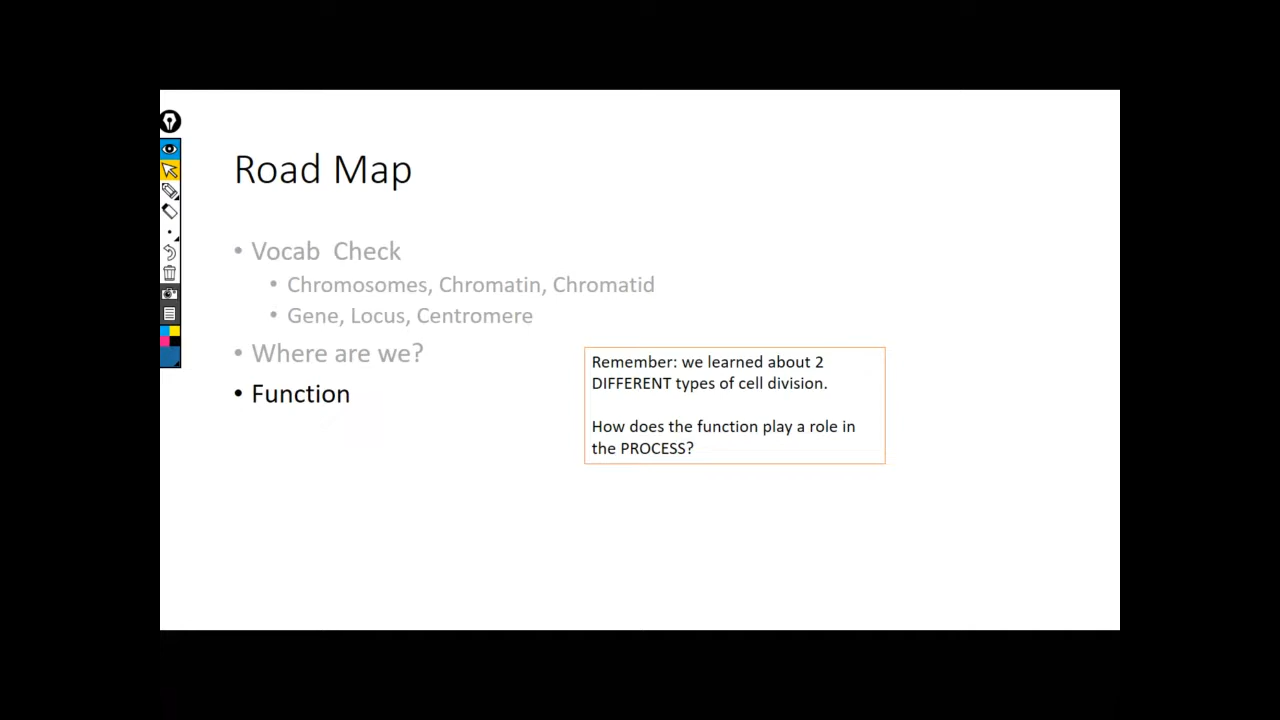 Road Map
• Vocab Check
• Chromosomes, Chromatin, Chromatid
• Gene, Locus, Centromere
• Where are we?
• Function
Remember: we learned about 2
DIFFERENT types of cell division.
How does the function play a role in
the PROCESS?